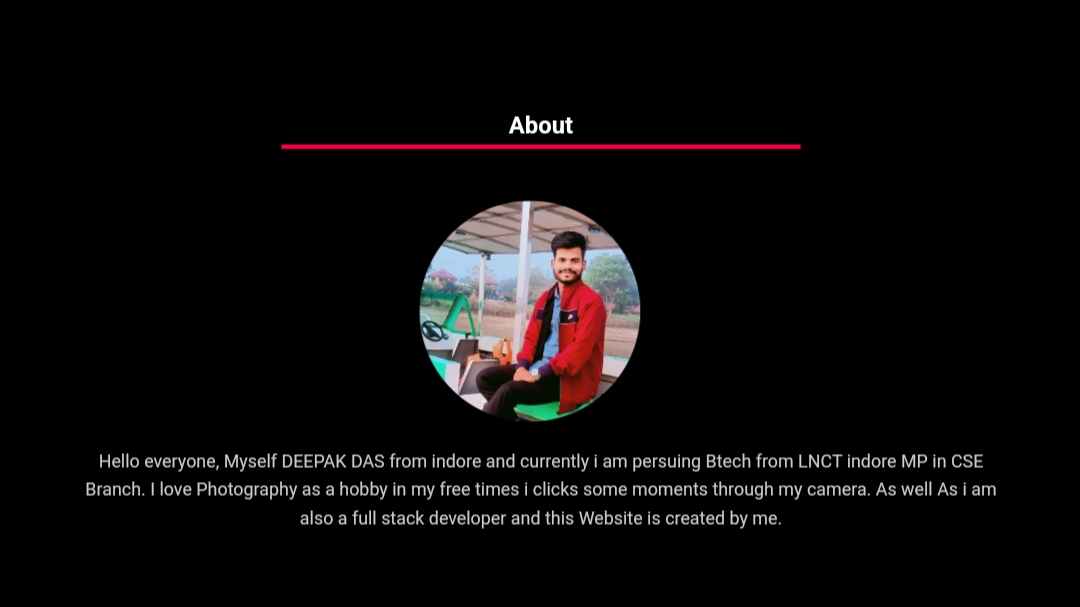 About
Hello everyone, Myself DEEPAK DAS from indore and currently i am persuing Btech from LNCT indore MP in CSE
Branch. I love Photography as a hobby in my free times i clicks some moments through my camera. As well As i am
also a full stack developer and this Website is created by me.